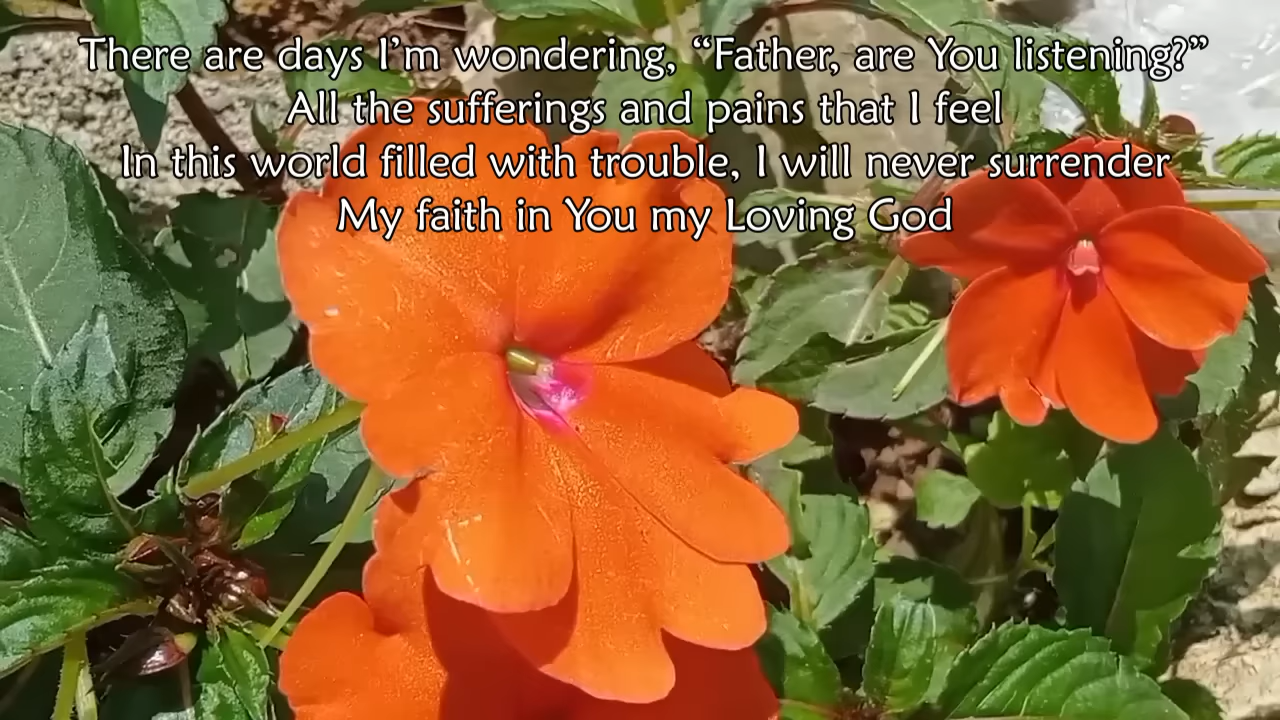 There are days I’m wondering, “Father, are You listening?”
All the sufferings and pains that I feel
In this world filled with trouble, I will never surrender
My faith in You my Loving God